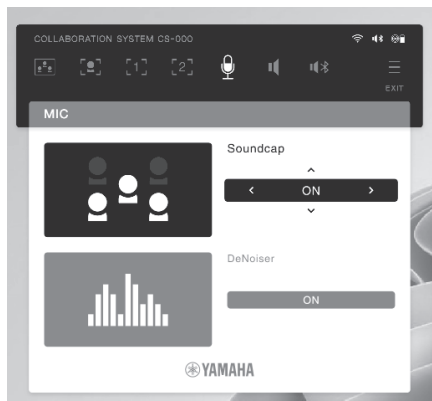 COLLABORATION SYSTEM CS-000
[1] [2]
EXIT
MIC
Soundcap
ON
DeNoiser
ON
YAMAHA